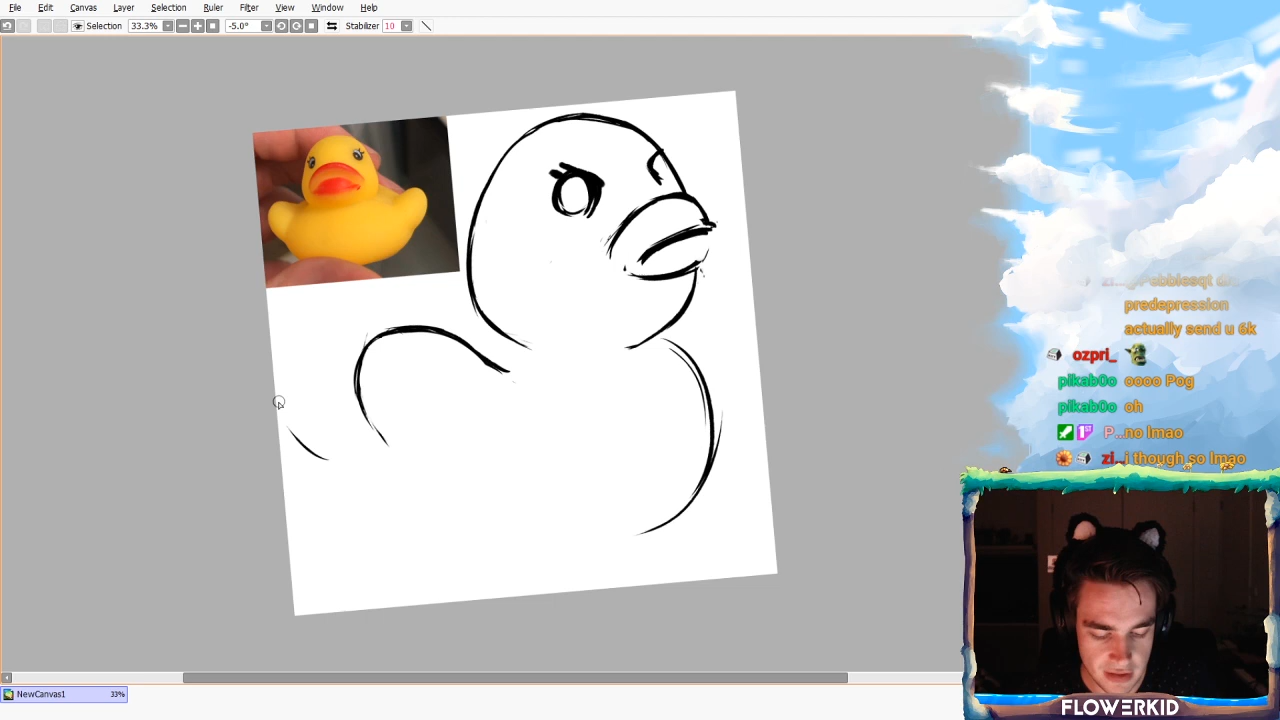 File Edit Canvas Layer Selection Ruler Filter View Window Help
Selection 33.3% -5.0° Stabilizer 10
predepression
actually send u 6k
ozpri_
pikab0o oooo Pog
pikab0o oh
P... no lmao
zi... i though so lmao
FLOWERKID
NewCanvas1 33%